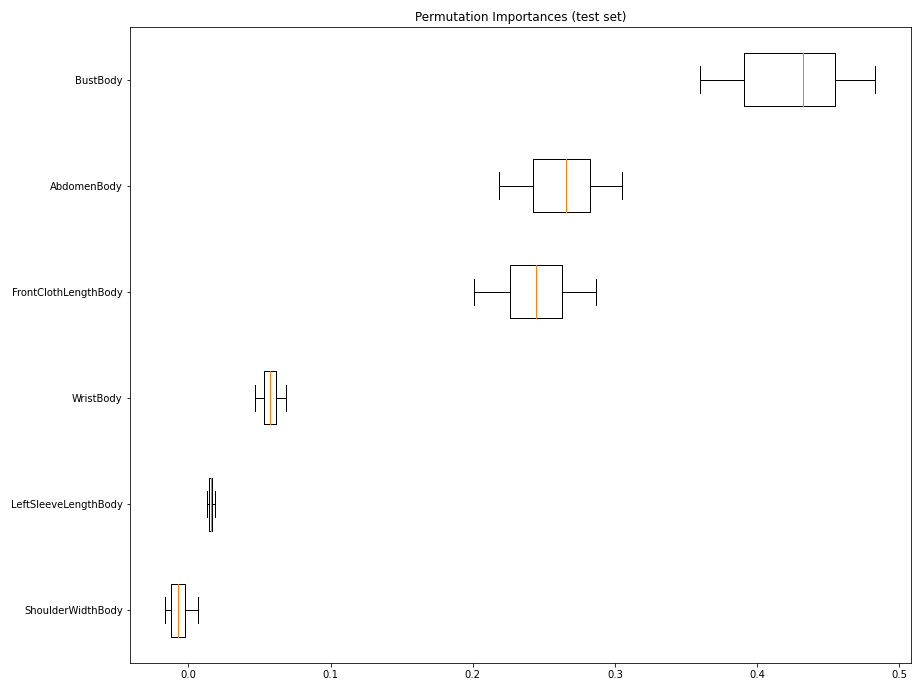 Permutation Importances (test set)
BustBody
AbdomenBody
FrontClothLengthBody
WristBody
LeftSleeveLengthBody
ShoulderWidthBody
0.0 0.1 0.2 0.3 0.4 0.5